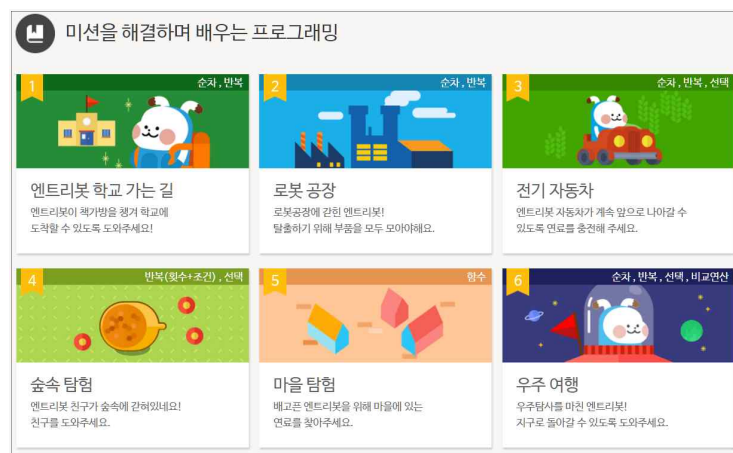 미션을 해결하며 배우는 프로그래밍
1
순차, 반복
엔트리봇 학교 가는 길
엔트리봇이 책가방을 챙겨 학교에
도착할 수 있도록 도와주세요!
2
순차, 반복
로봇 공장
로봇공장에 갇힌 엔트리봇!
탈출하기 위해 부품을 모두 모아야해요.
3
순차, 반복, 선택
전기 자동차
엔트리봇 자동차가 계속 앞으로 나아갈 수
있도록 연료를 충전해 주세요.
4
반복(횟수+조건), 선택
숲속 탐험
엔트리봇 친구가 숲속에 갇혀있네요!
친구를 도와주세요.
5
함수
마을 탐험
배고픈 엔트리봇을 위해 마을에 있는
연료를 찾아주세요.
6
순차, 반복, 선택, 비교연산
우주 여행
우주탐사를 마친 엔트리봇!
지구로 돌아갈 수 있도록 도와주세요.